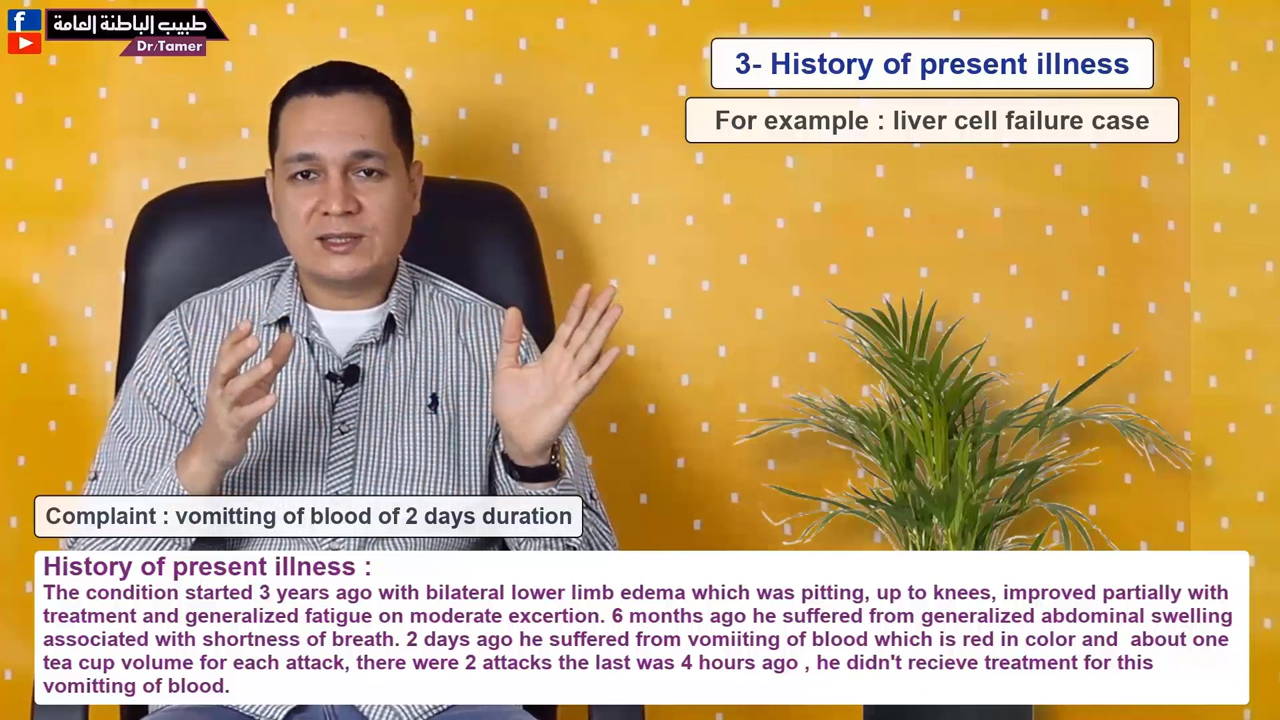 f
طبيب الباطنة العامة
Dr/Tamer
3- History of present illness
For example : liver cell failure case
Complaint : vomitting of blood of 2 days duration
History of present illness :
The condition started 3 years ago with bilateral lower limb edema which was pitting, up to knees, improved partially with
treatment and generalized fatigue on moderate excertion. 6 months ago he suffered from generalized abdominal swelling
associated with shortness of breath. 2 days ago he suffered from vomiiting of blood which is red in color and about one
tea cup volume for each attack, there were 2 attacks the last was 4 hours ago , he didn't recieve treatment for this
vomitting of blood.